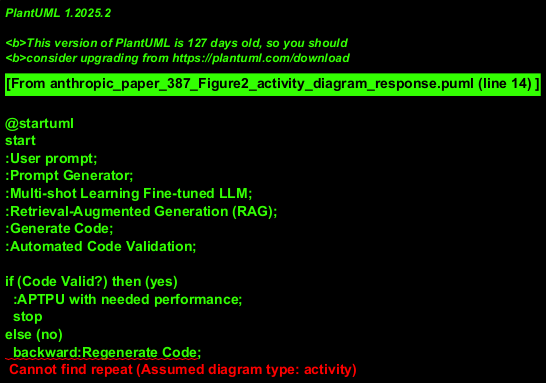 PlantUML 1.2025.2
<b>This version of PlantUML is 127 days old, so you should
<b>consider upgrading from https://plantuml.com/download
[From anthropic_paper_387_Figure2_activity_diagram_response.puml (line 14) ]
@startuml
start
:User prompt;
:Prompt Generator;
:Multi-shot Learning Fine-tuned LLM;
:Retrieval-Augmented Generation (RAG);
:Generate Code;
:Automated Code Validation;
if (Code Valid?) then (yes)
:APTPU with needed performance;
stop
else (no)
backward:Regenerate Code;
Cannot find repeat (Assumed diagram type: activity)